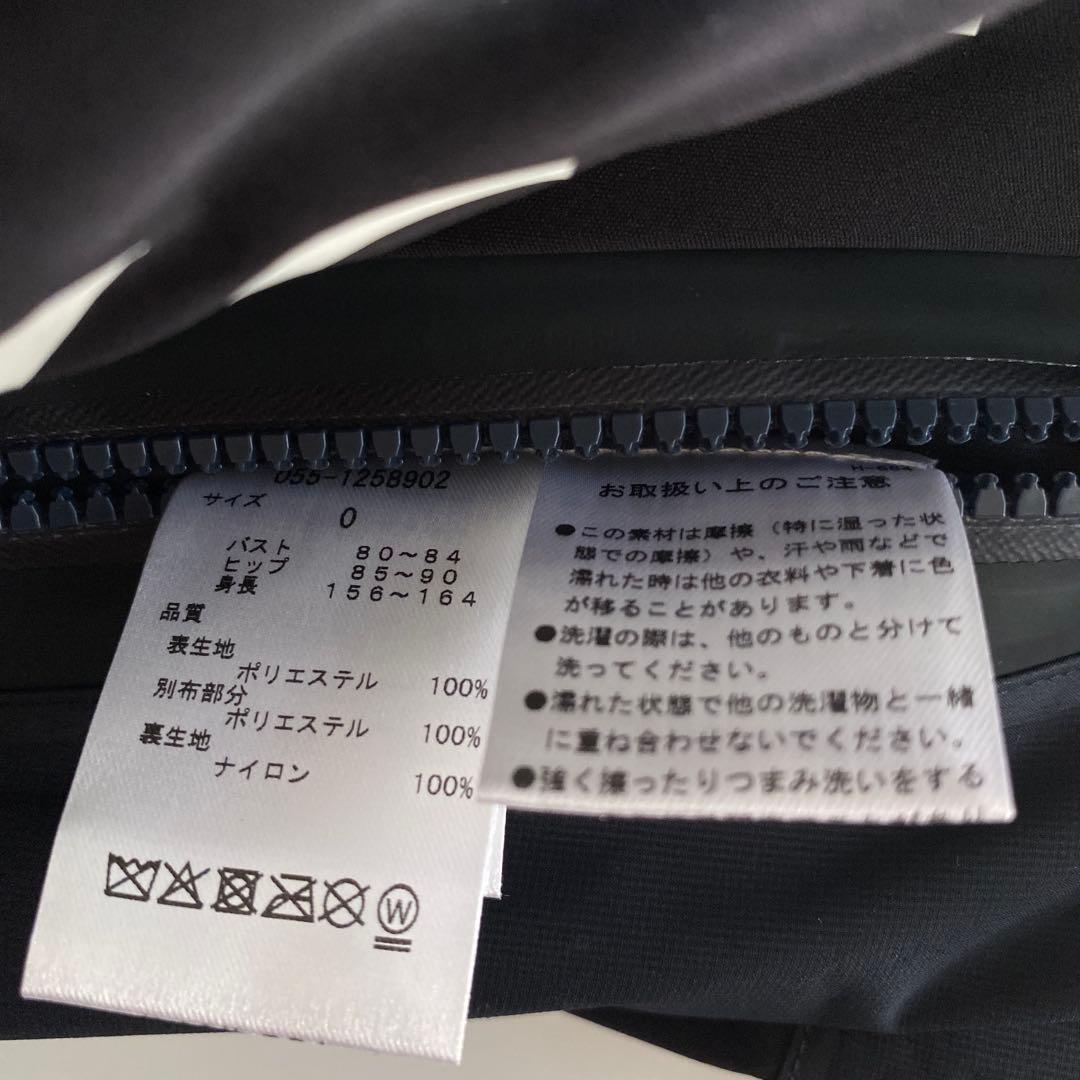 055-1258902
サイズ
0
バスト 80～84
ヒップ 85～90
身長 156～164
品質
表生地
ポリエステル 100%
別布部分
ポリエステル 100%
裏生地
ナイロン 100%
W
お取扱い上のご注意
●この素材は摩擦（特に湿った状
態での摩擦）や、汗や雨などで
濡れた時は他の衣料や下着に色
が移ることがあります。
●洗濯の際は、他のものと分けて
洗ってください。
●濡れた状態で他の洗濯物と一緒
に重ね合わせないでください。
●強く擦ったりつまみ洗いをする